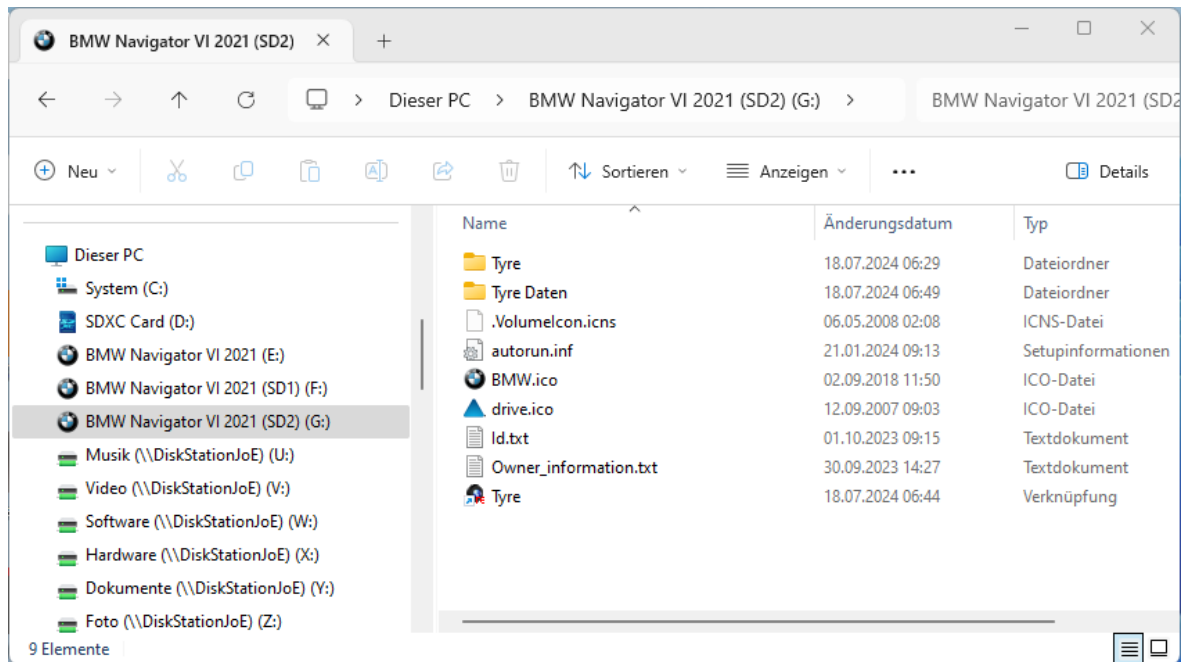 BMW Navigator VI 2021 (SD2)
Dieser PC > BMW Navigator VI 2021 (SD2) (G:) > BMW Navigator VI 2021 (SD2
Neu Sortieren Anzeigen ... Details
Name Änderungsdatum Typ
Dieser PC
System (C:)
SDXC Card (D:)
BMW Navigator VI 2021 (E:)
BMW Navigator VI 2021 (SD1) (F:)
BMW Navigator VI 2021 (SD2) (G:)
Musik (\\DiskStationJoE) (U:)
Video (\\DiskStationJoE) (V:)
Software (\\DiskStationJoE) (W:)
Hardware (\\DiskStationJoE) (X:)
Dokumente (\\DiskStationJoE) (Y:)
Foto (\\DiskStationJoE) (Z:)
Tyre 18.07.2024 06:29 Dateiordner
Tyre Daten 18.07.2024 06:49 Dateiordner
.VolumeIcon.icns 06.05.2008 02:08 ICNS-Datei
autorun.inf 21.01.2024 09:13 Setupinformationen
BMW.ico 02.09.2018 11:50 ICO-Datei
drive.ico 12.09.2007 09:03 ICO-Datei
Id.txt 01.10.2023 09:15 Textdokument
Owner_information.txt 30.09.2023 14:27 Textdokument
Tyre 18.07.2024 06:44 Verknüpfung
9 Elemente